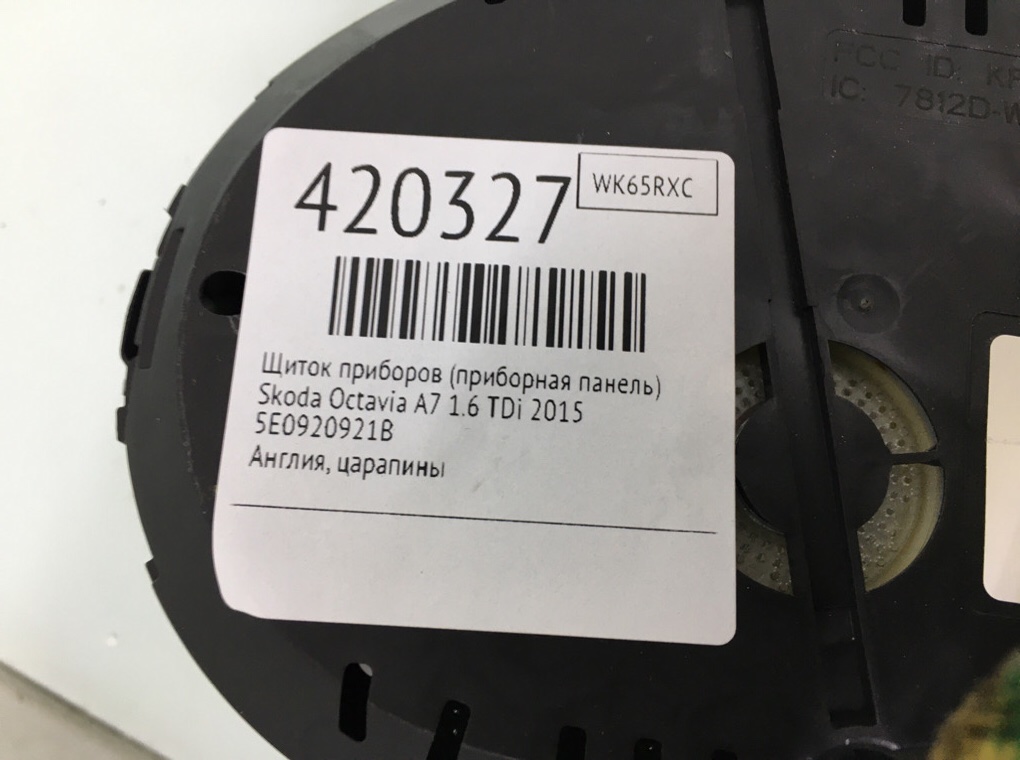 FCC ID: KR
IC: 7812D-W
420327
WK65RXC
Щиток приборов (приборная панель)
Skoda Octavia A7 1.6 TDi 2015
5E0920921B
Англия, царапины